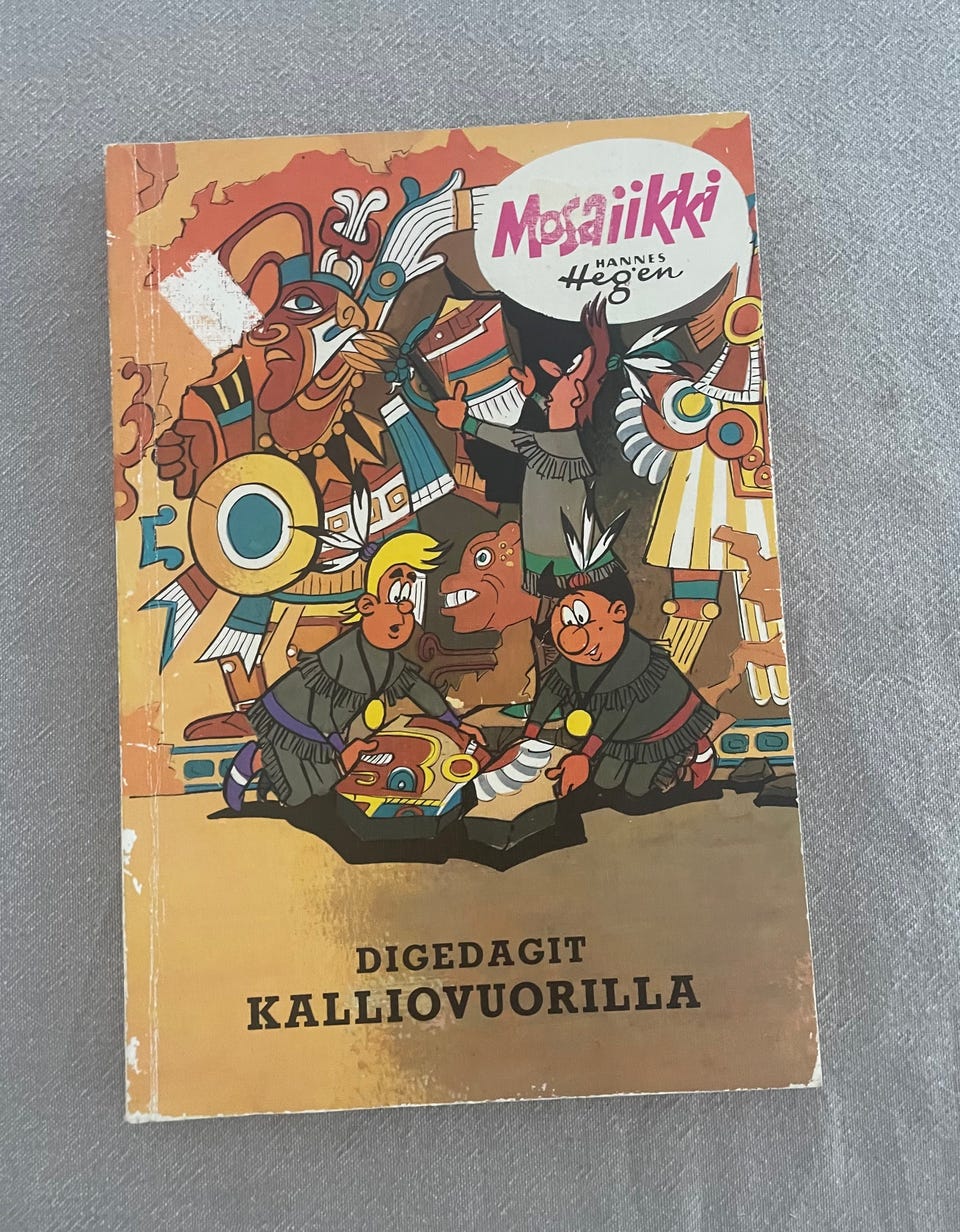 Mosaiikki
HANNES
Hegen
DIGEDAGIT
KALLIOVUORILLA